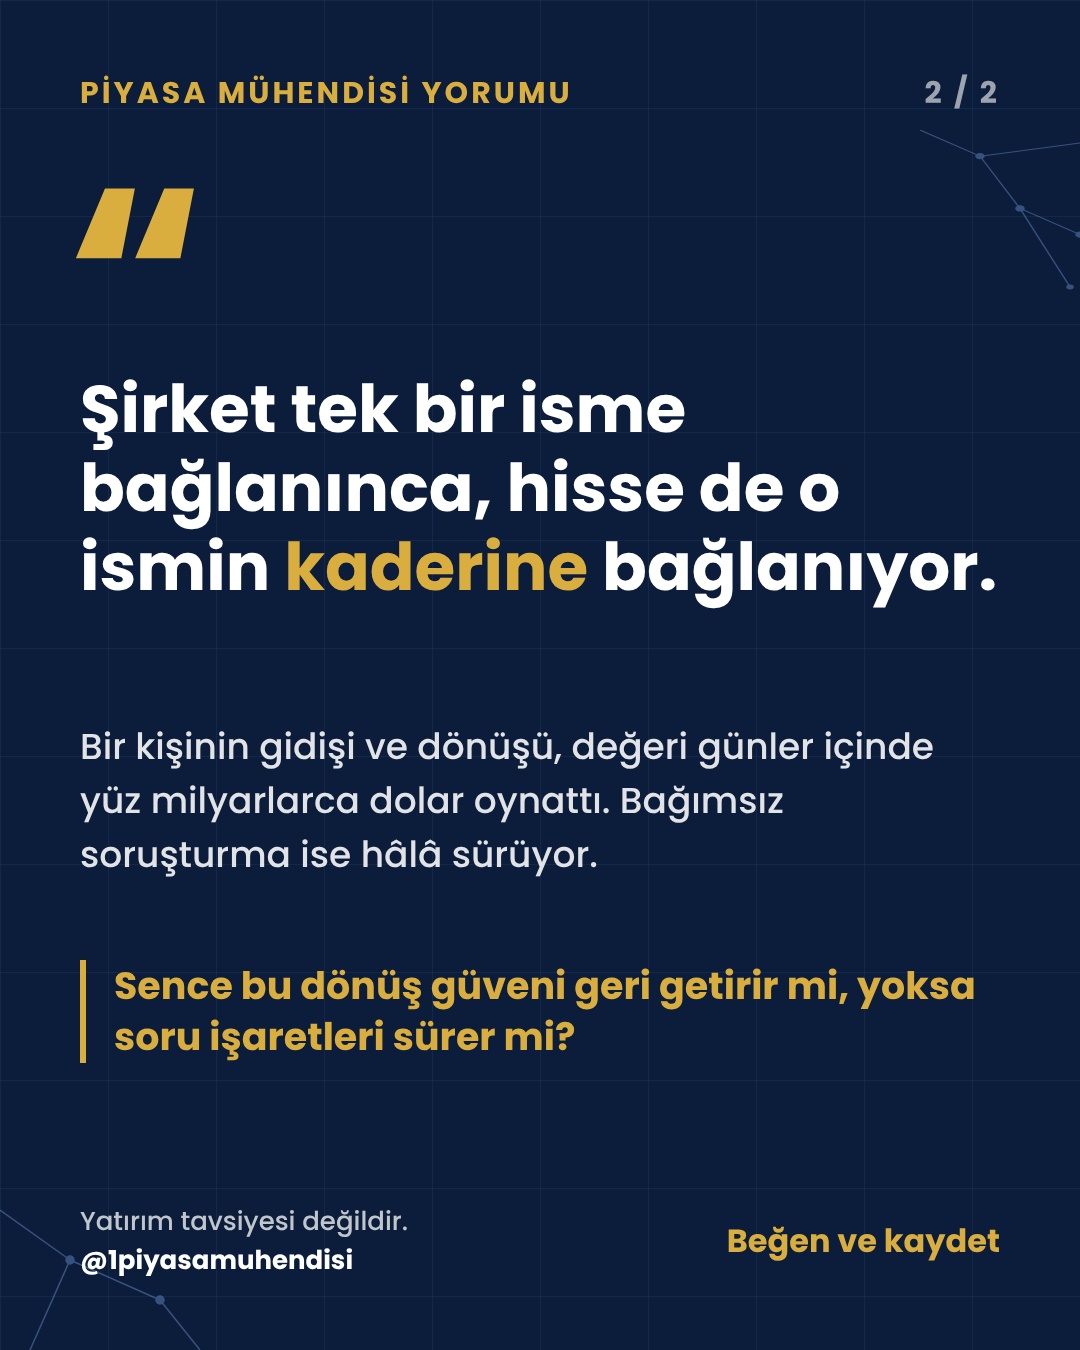 PİYASA MÜHENDİSİ YORUMU
2 / 2
"
Şirket tek bir isme
bağlanınca, hisse de o
ismin kaderine bağlanıyor.
Bir kişinin gidişi ve dönüşü, değeri günler içinde
yüz milyarlarca dolar oynattı. Bağımsız
soruşturma ise hâlâ sürüyor.
Sence bu dönüş güveni geri getirir mi, yoksa
soru işaretleri sürer mi?
Yatırım tavsiyesi değildir.
@1piyasamuhendisi
Beğen ve kaydet